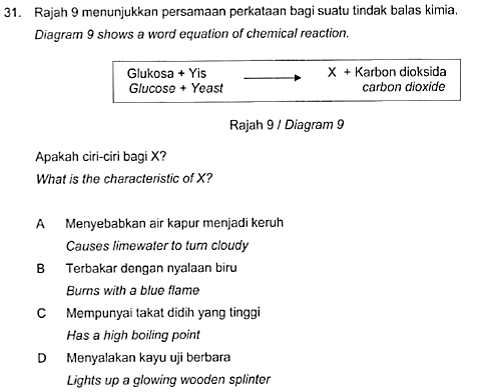 31. Rajah 9 menunjukkan persamaan perkataan bagi suatu tindak balas kimia.
Diagram 9 shows a word equation of chemical reaction.
Glukosa + Yis → X + Karbon dioksida
Glucose + Yeast carbon dioxide
Rajah 9 / Diagram 9
Apakah ciri-ciri bagi X?
What is the characteristic of X?
A Menyebabkan air kapur menjadi keruh
Causes limewater to turn cloudy
B Terbakar dengan nyalaan biru
Burns with a blue flame
C Mempunyai takat didih yang tinggi
Has a high boiling point
D Menyalakan kayu uji berbara
Lights up a glowing wooden splinter